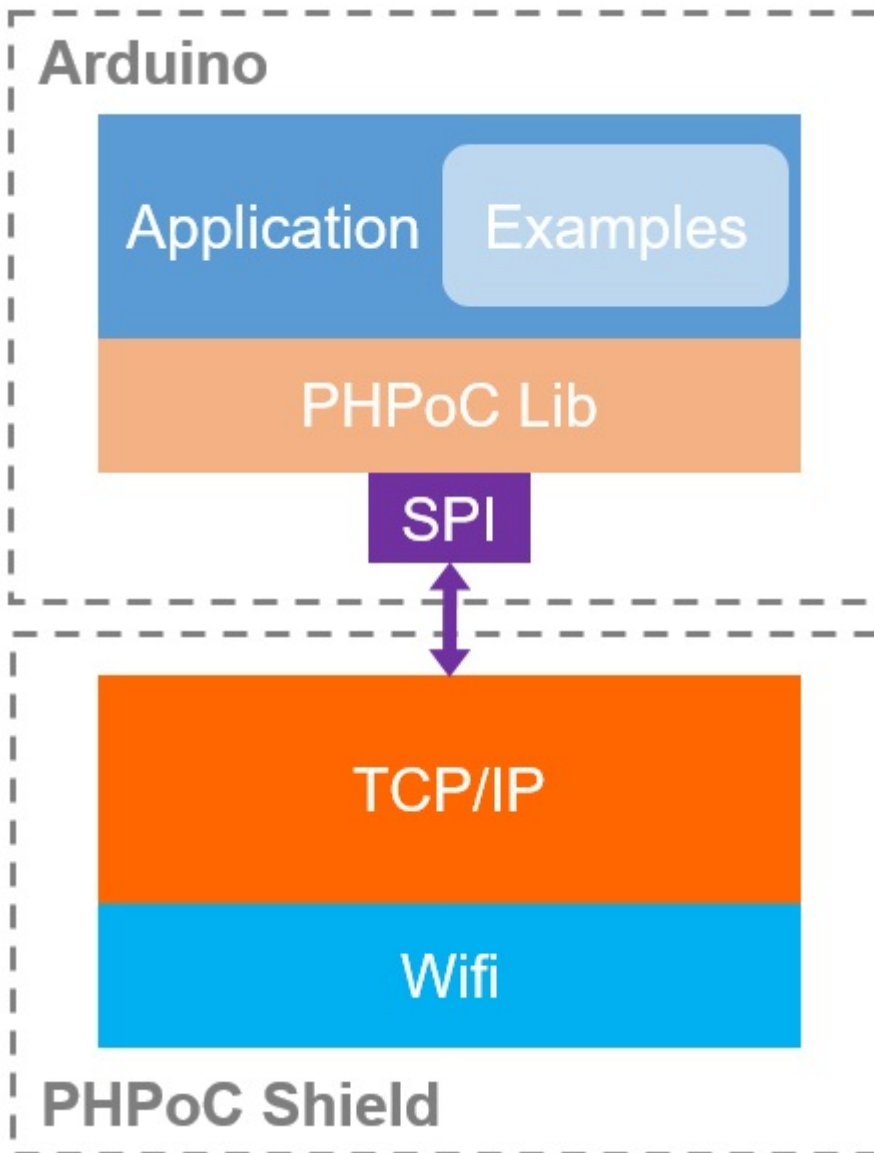 Arduino
Application
Examples
PHPoC Lib
SPI
TCP/IP
Wifi
PHPoC Shield